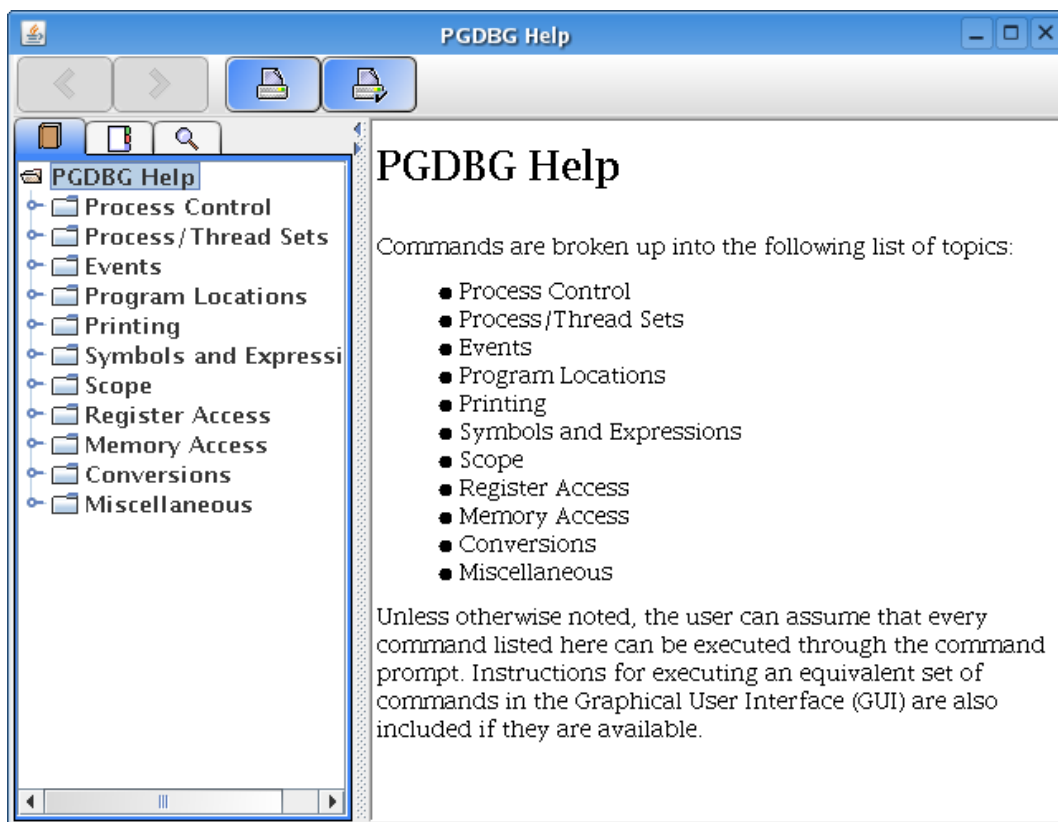 PGDBG Help
PGDBG Help
Process Control
Process/Thread Sets
Events
Program Locations
Printing
Symbols and Expressi
Scope
Register Access
Memory Access
Conversions
Miscellaneous
PGDBG Help
Commands are broken up into the following list of topics:
Process Control
Process/Thread Sets
Events
Program Locations
Printing
Symbols and Expressions
Scope
Register Access
Memory Access
Conversions
Miscellaneous
Unless otherwise noted, the user can assume that every
command listed here can be executed through the command
prompt. Instructions for executing an equivalent set of
commands in the Graphical User Interface (GUI) are also
included if they are available.